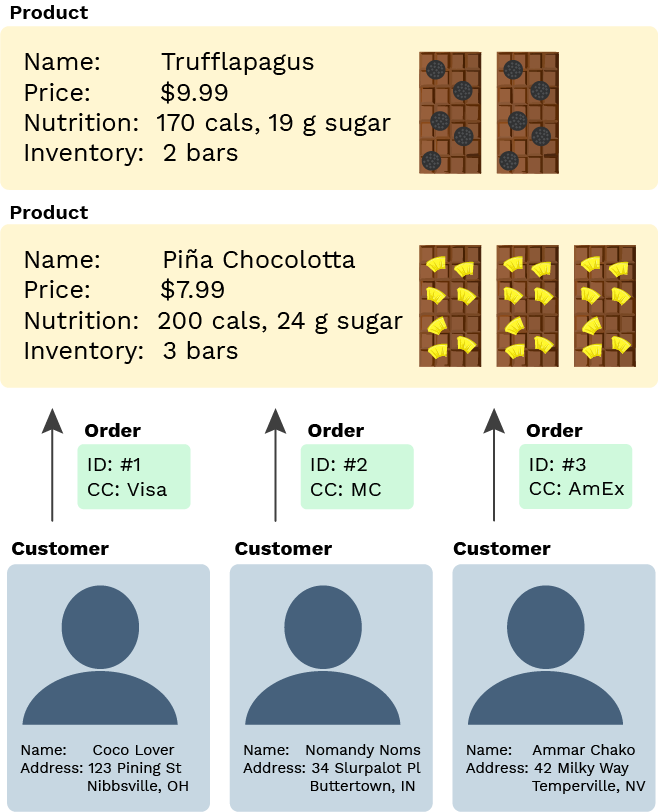 Product
Name: Trufflapagus
Price: $9.99
Nutrition: 170 cals, 19 g sugar
Inventory: 2 bars
Product
Name: Piña Chocolotta
Price: $7.99
Nutrition: 200 cals, 24 g sugar
Inventory: 3 bars
Order
ID: #1
CC: Visa
Order
ID: #2
CC: MC
Order
ID: #3
CC: AmEx
Customer
Name: Coco Lover
Address: 123 Pining St
Nibbsville, OH
Customer
Name: Nomandy Noms
Address: 34 Slurpalot Pl
Buttertown, IN
Customer
Name: Ammar Chako
Address: 42 Milky Way
Temperville, NV